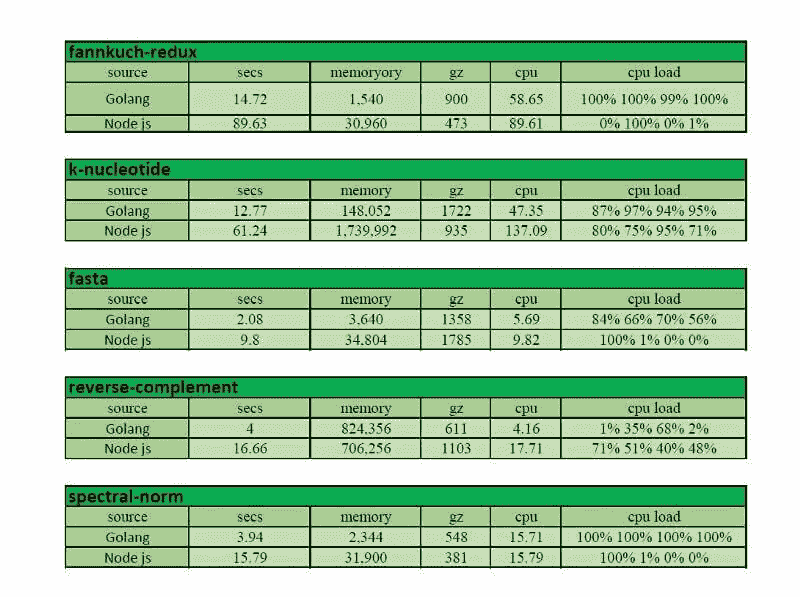 fannkuch-redux
source secs memoryory gz cpu cpu load
Golang 14.72 1,540 900 58.65 100% 100% 99% 100%
Node js 89.63 30,960 473 89.61 0% 100% 0% 1%
k-nucleotide
source secs memory gz cpu cpu load
Golang 12.77 148,052 1722 47.35 87% 97% 94% 95%
Node js 61.24 1,739,992 935 137.09 80% 75% 95% 71%
fasta
source secs memory gz cpu cpu load
Golang 2.08 3,640 1358 5.69 84% 66% 70% 56%
Node js 9.8 34,804 1785 9.82 100% 1% 0% 0%
reverse-complement
source secs memory gz cpu cpu load
Golang 4 824,356 611 4.16 1% 35% 68% 2%
Node js 16.66 706,256 1103 17.71 71% 51% 40% 48%
spectral-norm
source secs memory gz cpu cpu load
Golang 3.94 2,344 548 15.71 100% 100% 100% 100%
Node js 15.79 31,900 381 15.79 100% 1% 0% 0%